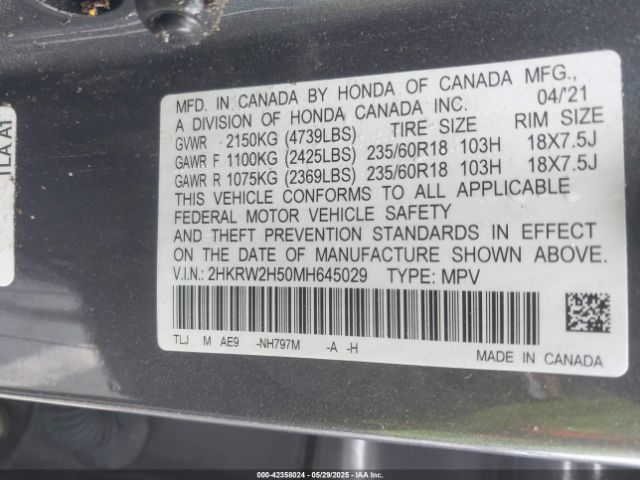 MFD. IN CANADA BY HONDA OF CANADA MFG.,
A DIVISION OF HONDA CANADA INC. 04/'21
GVWR 2150KG (4739LBS) TIRE SIZE RIM SIZE
GAWR F 1100KG (2425LBS) 235/60R18 103H 18X7.5J
GAWR R 1075KG (2369LBS) 235/60R18 103H 18X7.5J
THIS VEHICLE CONFORMS TO ALL APPLICABLE
FEDERAL MOTOR VEHICLE SAFETY
AND THEFT PREVENTION STANDARDS IN EFFECT
ON THE DATE OF MANUFACTURE SHOWN ABOVE.
V.I.N.: 2HKRW2H50MH645029 TYPE: MPV
TLJ M AE9 -NH797M -A -H
MADE IN CANADA
TLA A1
000-42358024 | 05/29/2025 | IAA Inc.